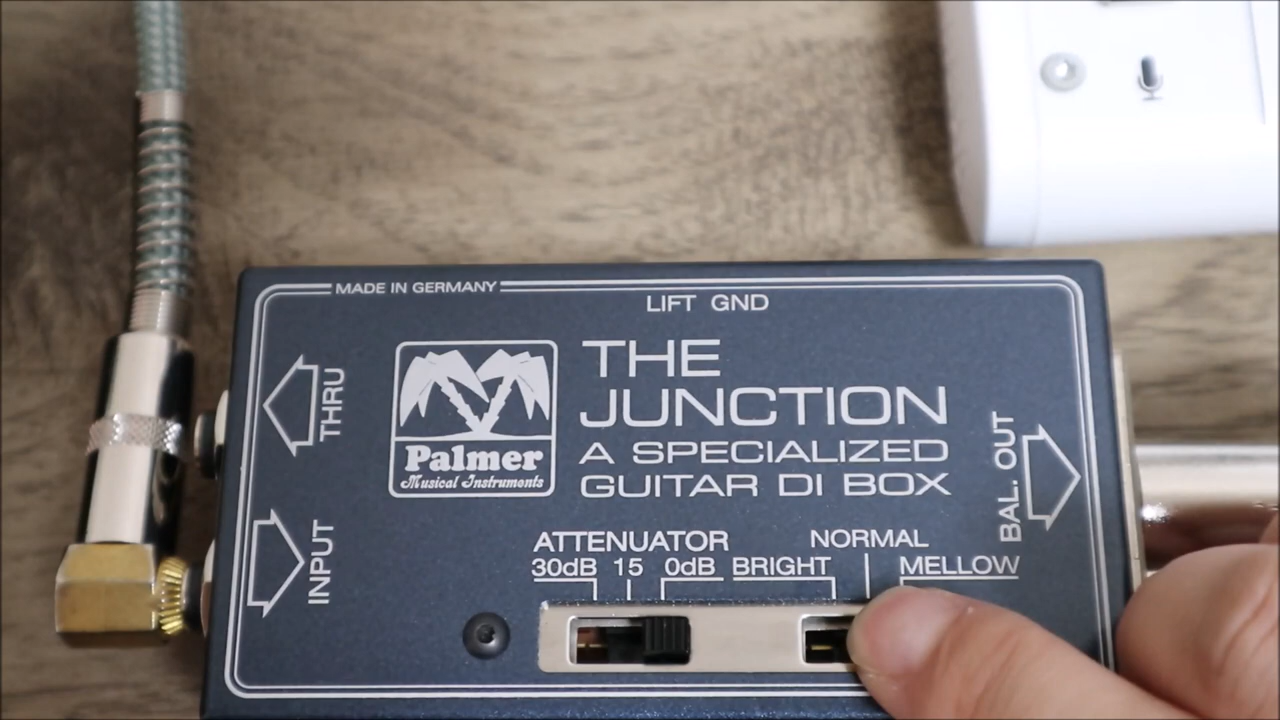 MADE IN GERMANY
LIFT GND
THE
JUNCTION
A SPECIALIZED
GUITAR DI BOX
Palmer
Musical Instruments
THRU
INPUT
BAL. OUT
ATTENUATOR
30dB 15 0dB
BRIGHT NORMAL MELLOW